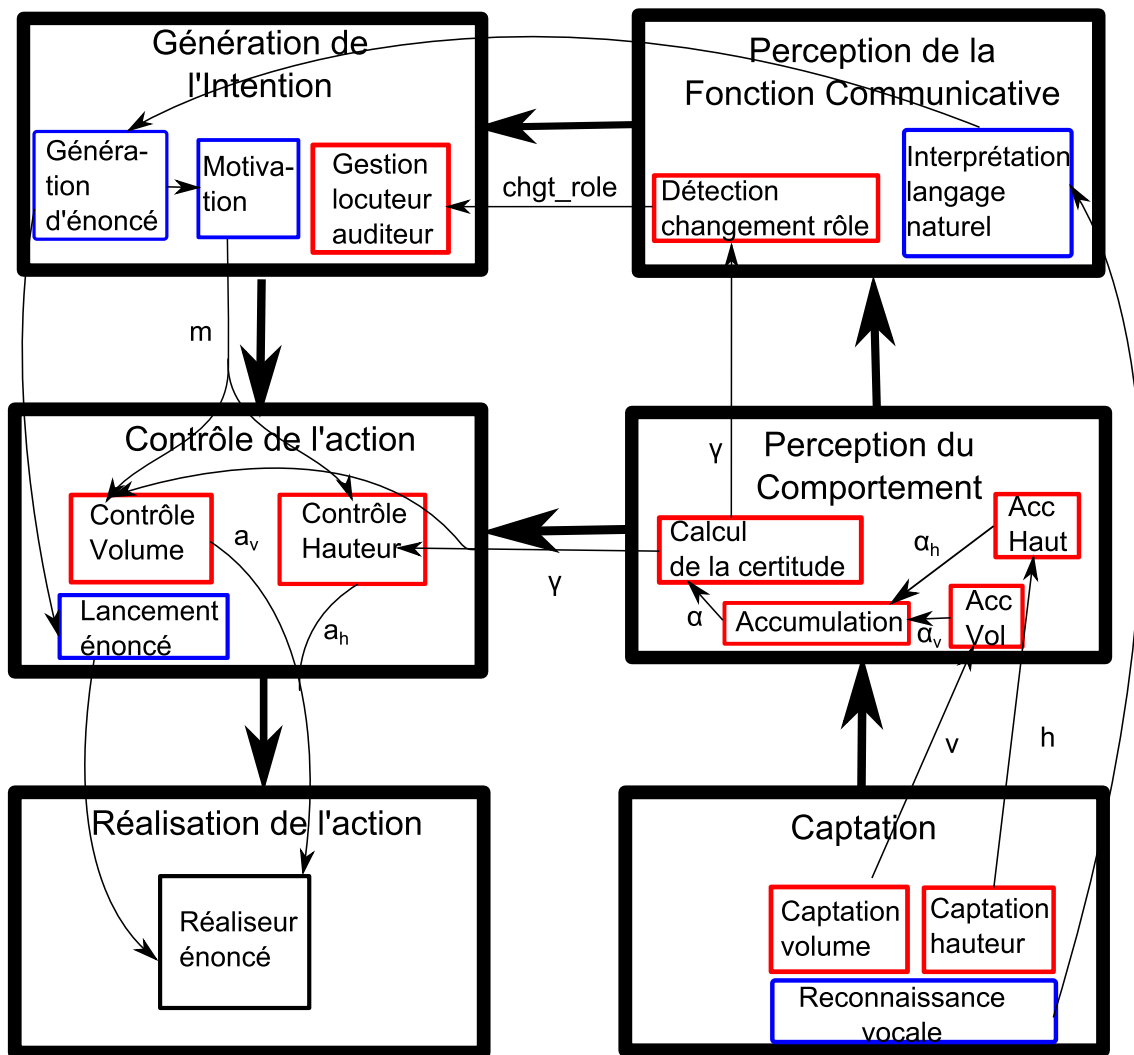 Génération de
l'Intention
Généra-
tion
d'énoncé
Motiva-
tion
Gestion
locuteur
auditeur
chgt_role
Perception de la
Fonction Communicative
Détection
changement rôle
Interprétation
langage
naturel
m
Contrôle de l'action
Contrôle
Volume
a_v
Contrôle
Hauteur
a_h
Lancement
énoncé
γ
Perception du
Comportement
γ
Calcul
de la certitude
α_h
Acc
Haut
α
Accumulation
α_v
Acc
Vol
v
h
Réalisation de l'action
Réaliseur
énoncé
Captation
Captation
volume
Captation
hauteur
Reconnaissance
vocale